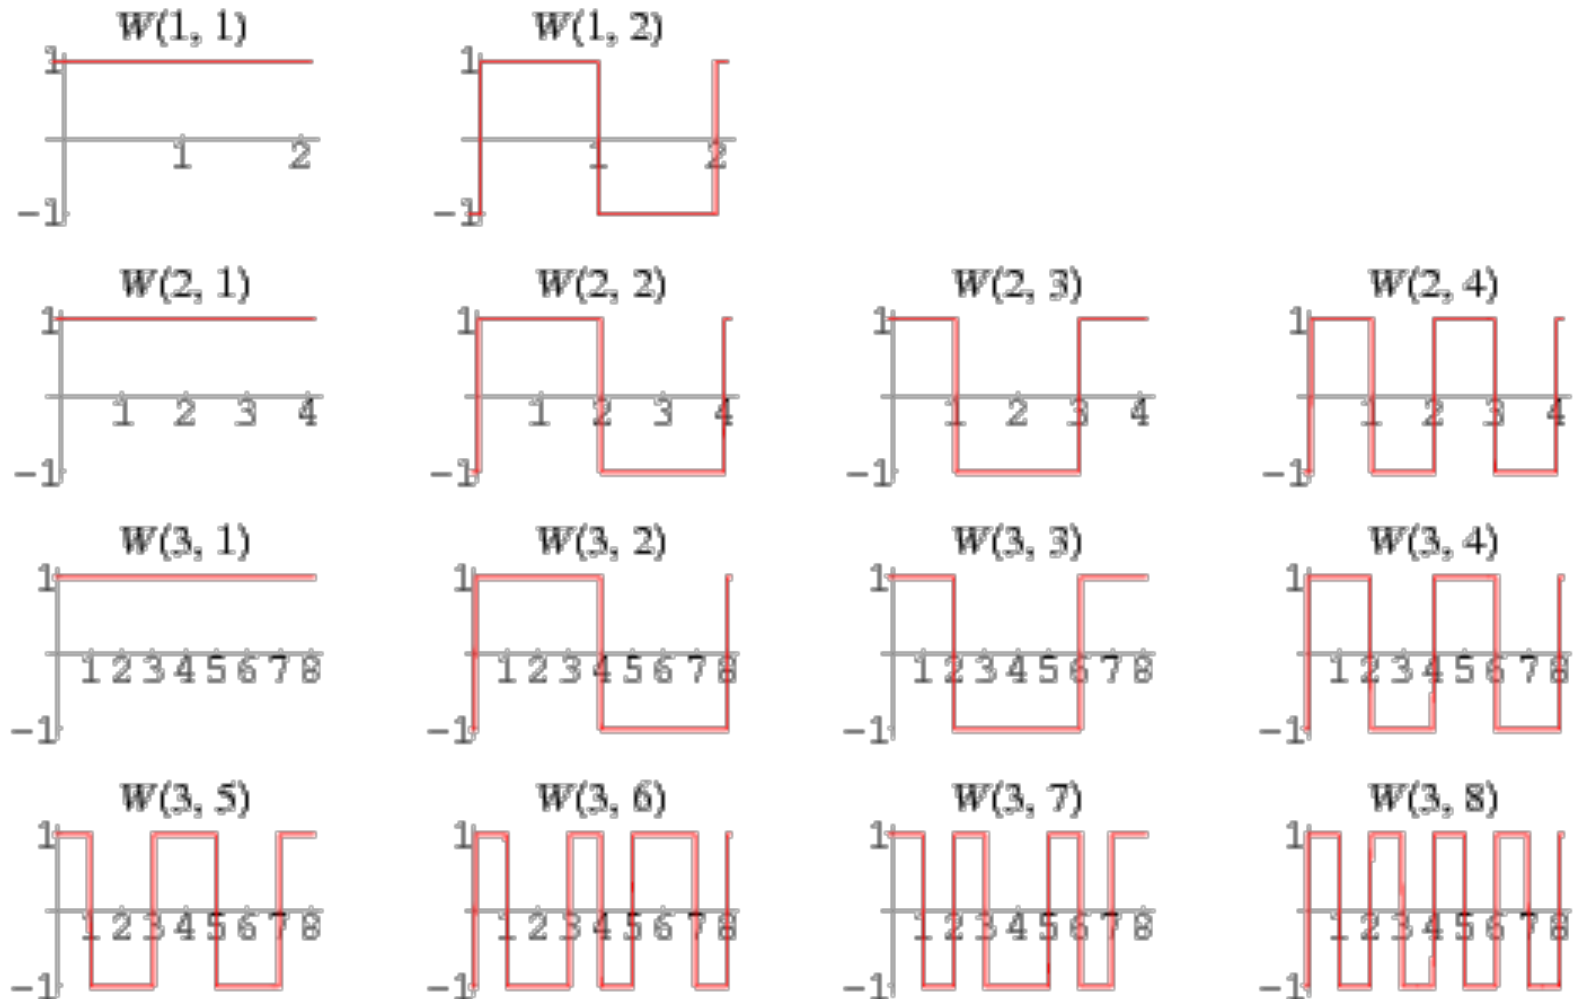 W(1, 1) W(1, 2)
1 1
1 2 1 2
-1 -1
W(2, 1) W(2, 2) W(2, 3) W(2, 4)
1 1 1 1
1 2 3 4 1 2 3 4 1 2 3 4 1 2 3 4
-1 -1 -1 -1
W(3, 1) W(3, 2) W(3, 3) W(3, 4)
1 1 1 1
1 2 3 4 5 6 7 8 1 2 3 4 5 6 7 8 1 2 3 4 5 6 7 8 1 2 3 4 5 6 7 8
-1 -1 -1 -1
W(3, 5) W(3, 6) W(3, 7) W(3, 8)
1 1 1 1
1 2 3 4 5 6 7 8 1 2 3 4 5 6 7 8 1 2 3 4 5 6 7 8 1 2 3 4 5 6 7 8
-1 -1 -1 -1